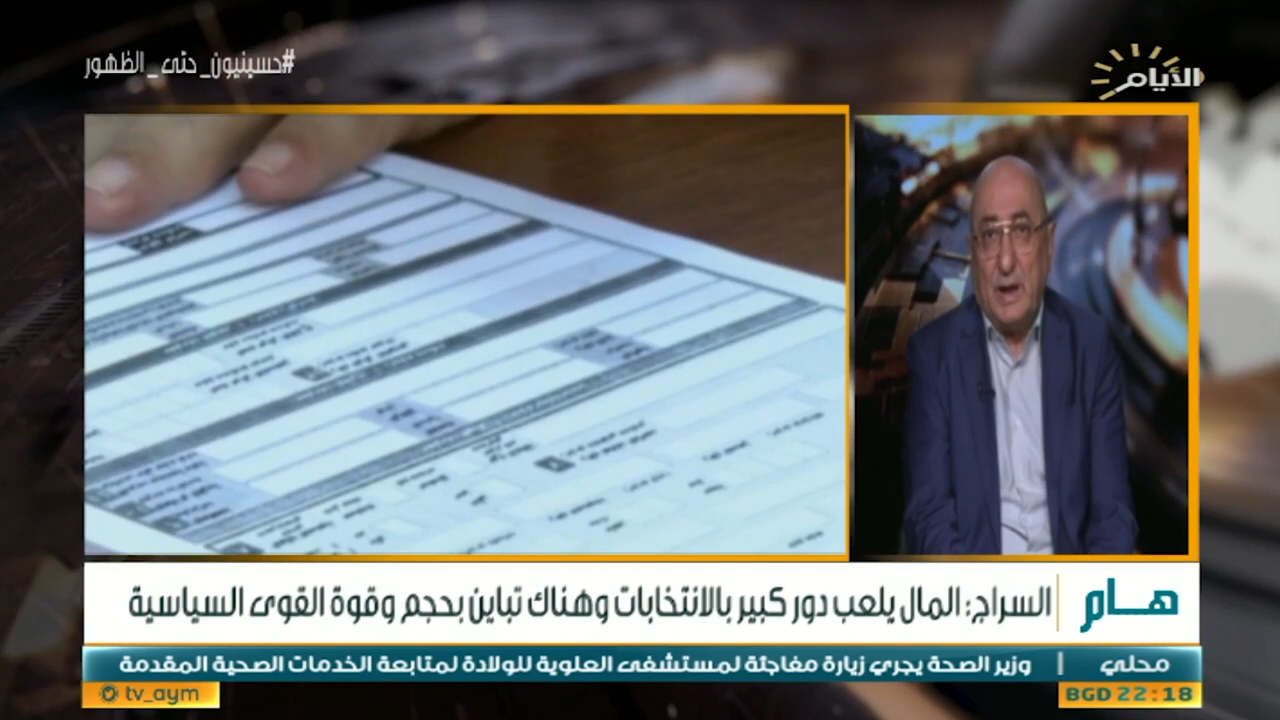 #حسينيون_حتى_الظهور
الأيام
هـام
السراج: المال يلعب دور كبير بالانتخابات وهناك تباين بحجم وقوة القوى السياسية
محلي | وزير الصحة يجري زيارة مفاجئة لمستشفى العلوية للولادة لمتابعة الخدمات الصحية المقدمة
tv_aym
BGD 22:18